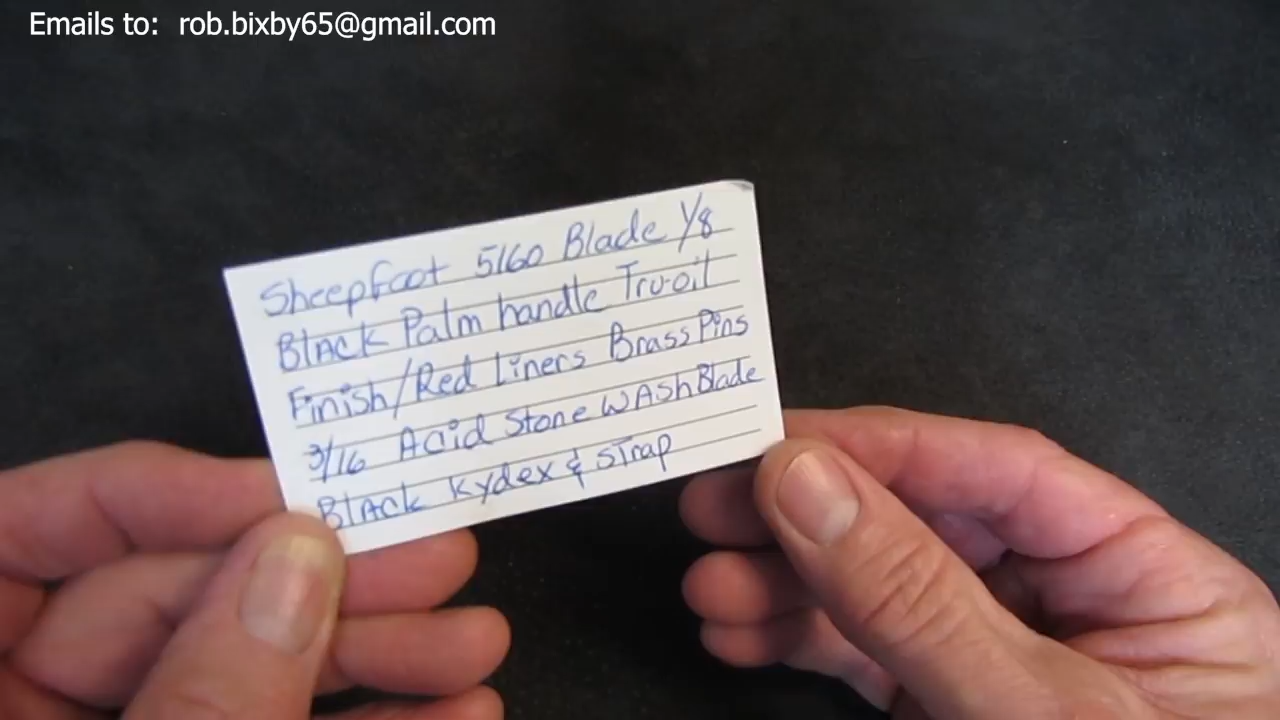 Emails to: rob.bixby65@gmail.com
Sheepfoot 5160 Blade 1/8
Black Palm handle Tru-oil
Finish/Red Liners Brass Pins
3/16 Acid Stone Wash Blade
Black Kydex & Strap